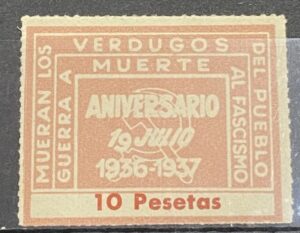 MUERAN LOS VERDUGOS DEL PUEBLO
GUERRA A MUERTE AL FASCISMO
ANIVERSARIO
19 JULIO
1936-1937
10 Pesetas